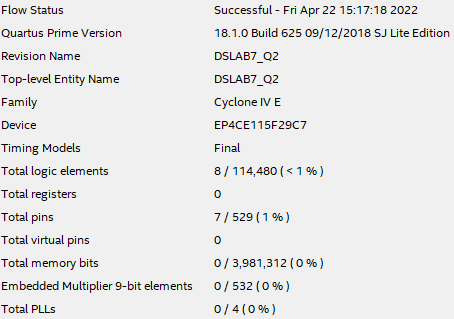 Flow Status Successful - Fri Apr 22 15:17:18 2022
Quartus Prime Version 18.1.0 Build 625 09/12/2018 SJ Lite Edition
Revision Name DSLAB7_Q2
Top-level Entity Name DSLAB7_Q2
Family Cyclone IV E
Device EP4CE115F29C7
Timing Models Final
Total logic elements 8 / 114,480 ( < 1 % )
Total registers 0
Total pins 7 / 529 ( 1 % )
Total virtual pins 0
Total memory bits 0 / 3,981,312 ( 0 % )
Embedded Multiplier 9-bit elements 0 / 532 ( 0 % )
Total PLLs 0 / 4 ( 0 % )